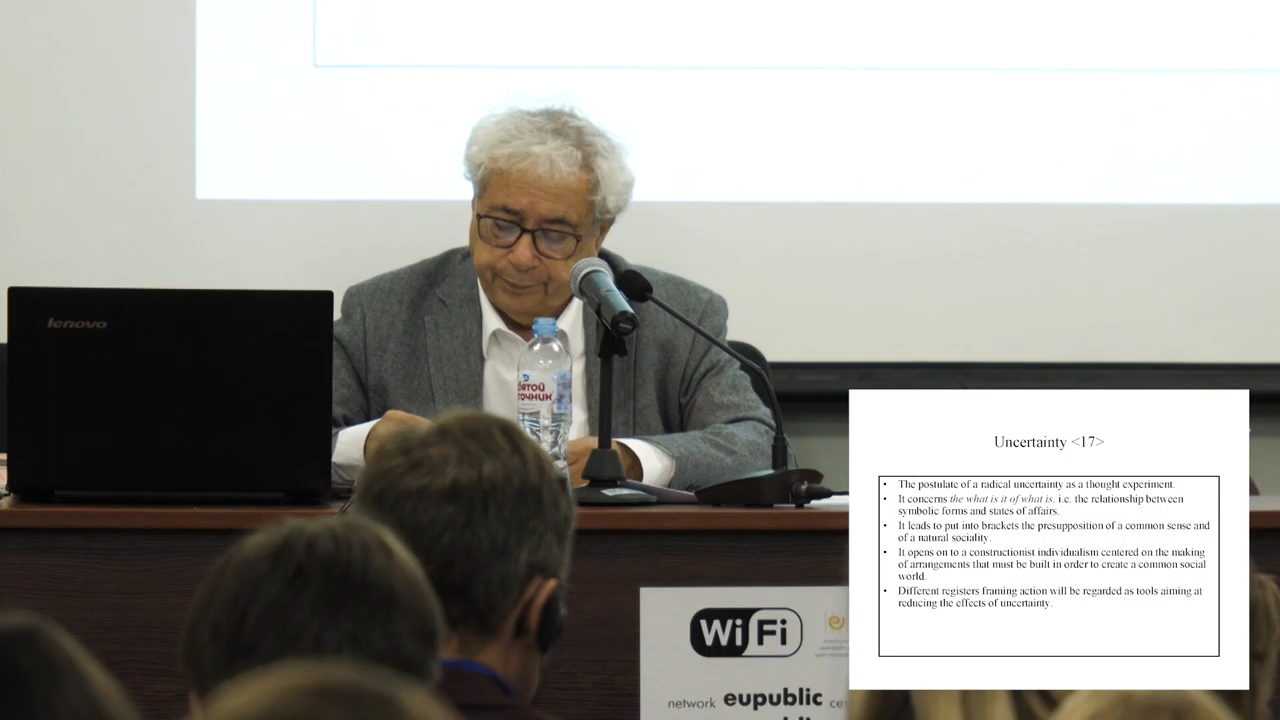 lenovo
Uncertainty <17>
• The postulate of a radical uncertainty as a thought experiment.
• It concerns the what is it of what is. i.e. the relationship between
symbolic forms and states of affairs.
• It leads to put into brackets the presupposition of a common sense and
of a natural sociality.
• It opens on to a constructionist individualism centered on the making
of arrangements that must be built in order to create a common social
world.
• Different registers framing action will be regarded as tools aiming at
reducing the effects of uncertainty.
WiFi
network eupublic